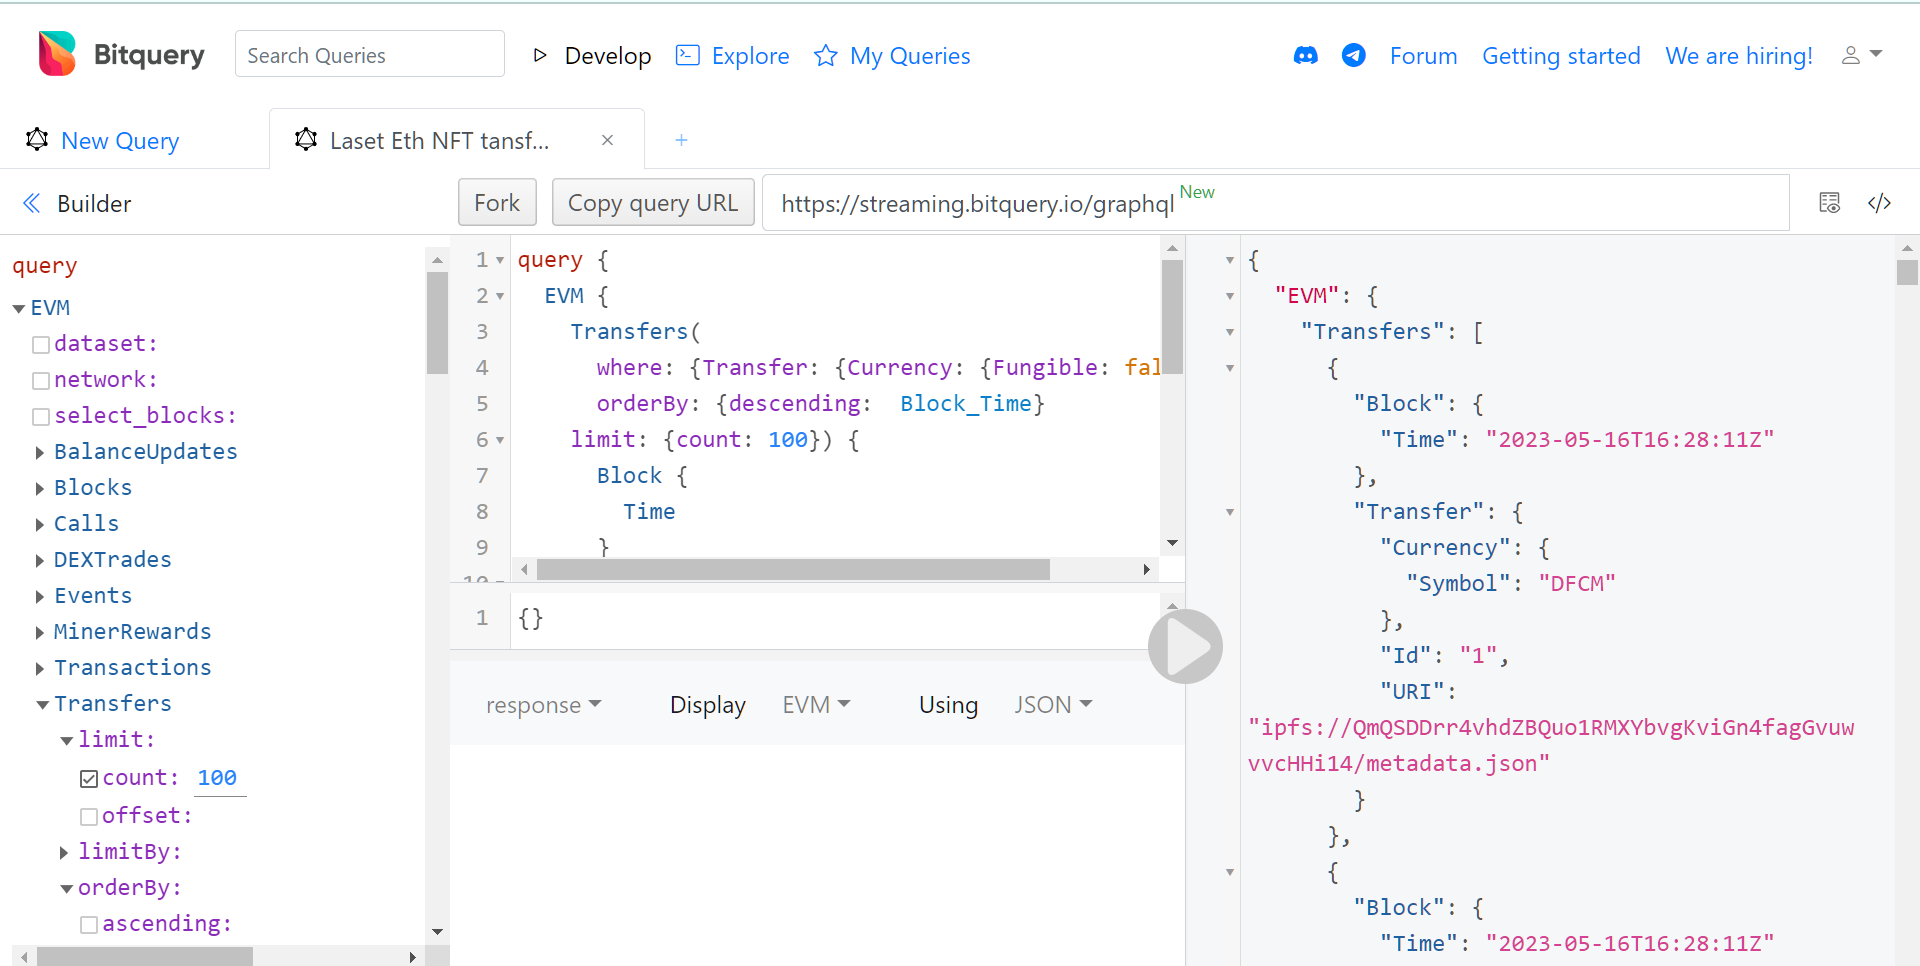 Bitquery
Search Queries
Develop
Explore
My Queries
Forum
Getting started
We are hiring!
New Query
Laset Eth NFT tansf...
Builder
Fork
Copy query URL
https://streaming.bitquery.io/graphql New
query
EVM
dataset:
network:
select_blocks:
BalanceUpdates
Blocks
Calls
DEXTrades
Events
MinerRewards
Transactions
Transfers
limit:
count: 100
offset:
limitBy:
orderBy:
ascending:
1 query {
2 EVM {
3 Transfers(
4 where: {Transfer: {Currency: {Fungible: fal
5 orderBy: {descending: Block_Time}
6 limit: {count: 100}) {
7 Block {
8 Time
9 }
10
1 {}
response
Display
EVM
Using
JSON
{
"EVM": {
"Transfers": [
{
"Block": {
"Time": "2023-05-16T16:28:11Z"
},
"Transfer": {
"Currency": {
"Symbol": "DFCM"
},
"Id": "1",
"URI":
"ipfs://QmQSDDrr4vhdZBQuo1RMXYbvgKviGn4fagGvuw
vvcHHi14/metadata.json"
}
},
{
"Block": {
"Time": "2023-05-16T16:28:11Z"